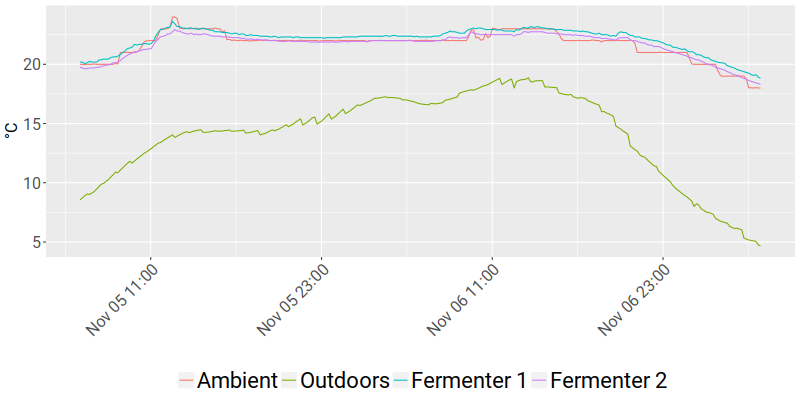 °C
20
15
10
5
Nov 05 11:00
Nov 05 23:00
Nov 06 11:00
Nov 06 23:00
Ambient Outdoors Fermenter 1 Fermenter 2